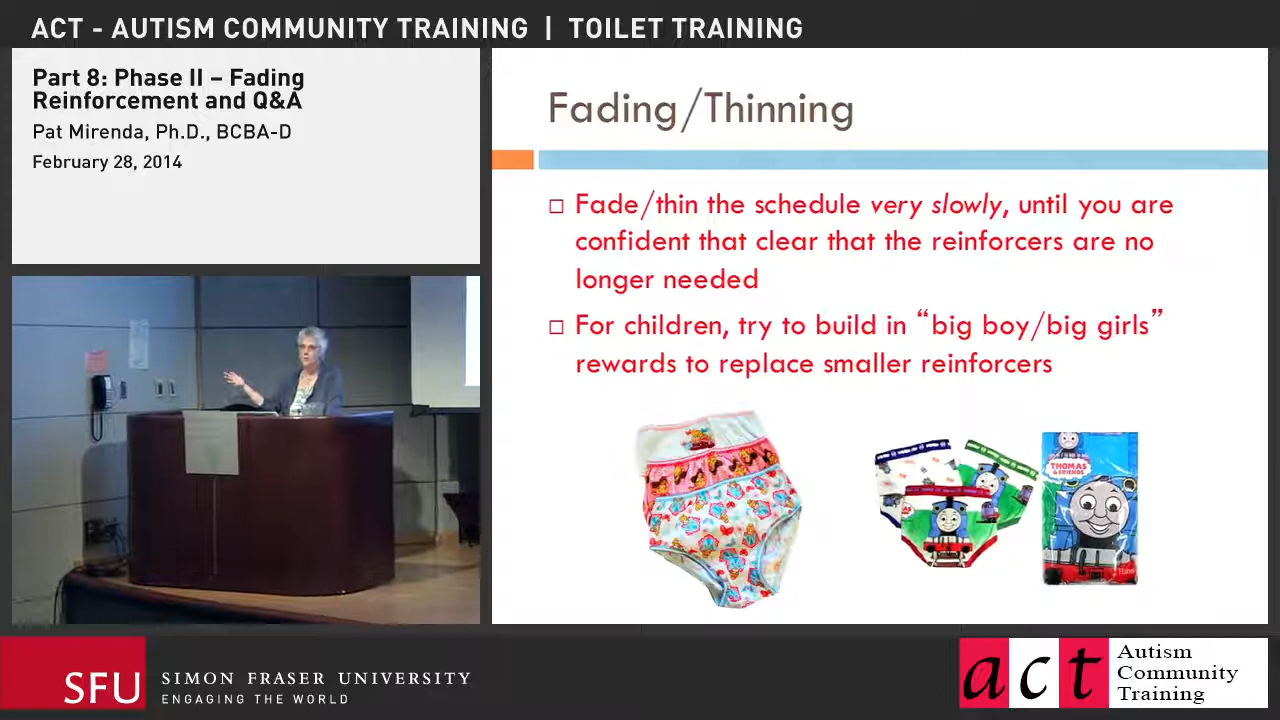 ACT - AUTISM COMMUNITY TRAINING | TOILET TRAINING
Part 8: Phase II – Fading
Reinforcement and Q&A
Pat Mirenda, Ph.D., BCBA-D
February 28, 2014
Fading/Thinning
Fade/thin the schedule very slowly, until you are
confident that clear that the reinforcers are no
longer needed
For children, try to build in “big boy/big girls”
rewards to replace smaller reinforcers
THOMAS
& FRIENDS
SFU
SIMON FRASER UNIVERSITY
ENGAGING THE WORLD
act
Autism
Community
Training